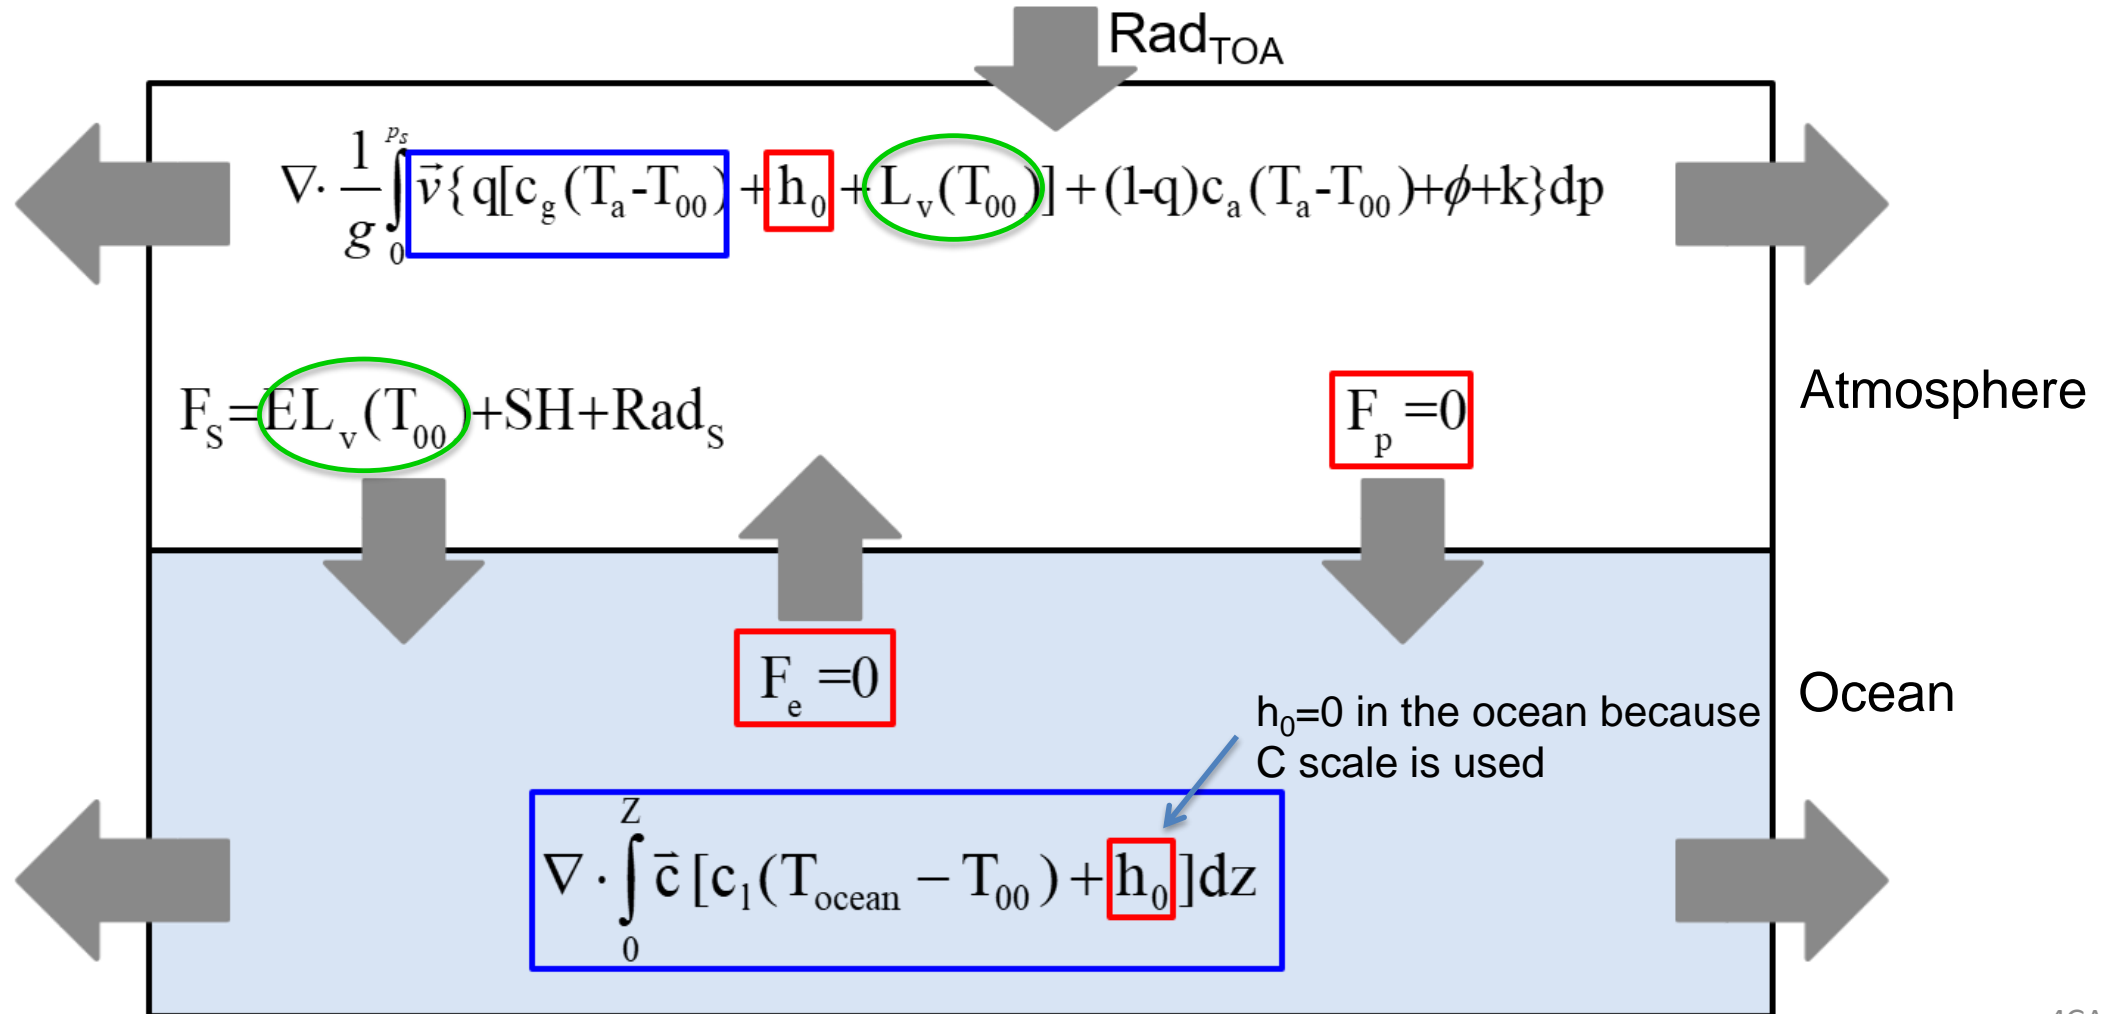 Rad_TOA
∇· 1/g ∫_0^{p_s} v⃗{q[c_g(T_a-T_00)+h_0+L_v(T_00)]+(1-q)c_a(T_a-T_00)+ϕ+k}dp
Atmosphere
F_S=EL_v(T_00)+SH+Rad_S
F_p=0
F_e=0
Ocean
h_0=0 in the ocean because
C scale is used
∇·∫_0^Z c⃗[c_l(T_ocean − T_00)+h_0]dz